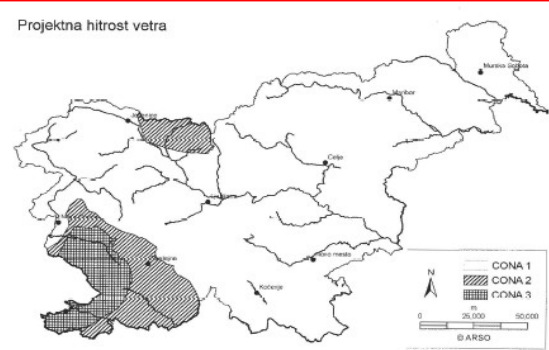 Projektna hitrost vetra
Murska Sobota
Maribor
Jesenice
Celje
Novo mesto
Kočevje
N
CONA 1
CONA 2
CONA 3
m
0 25,000 50,000
© ARSO